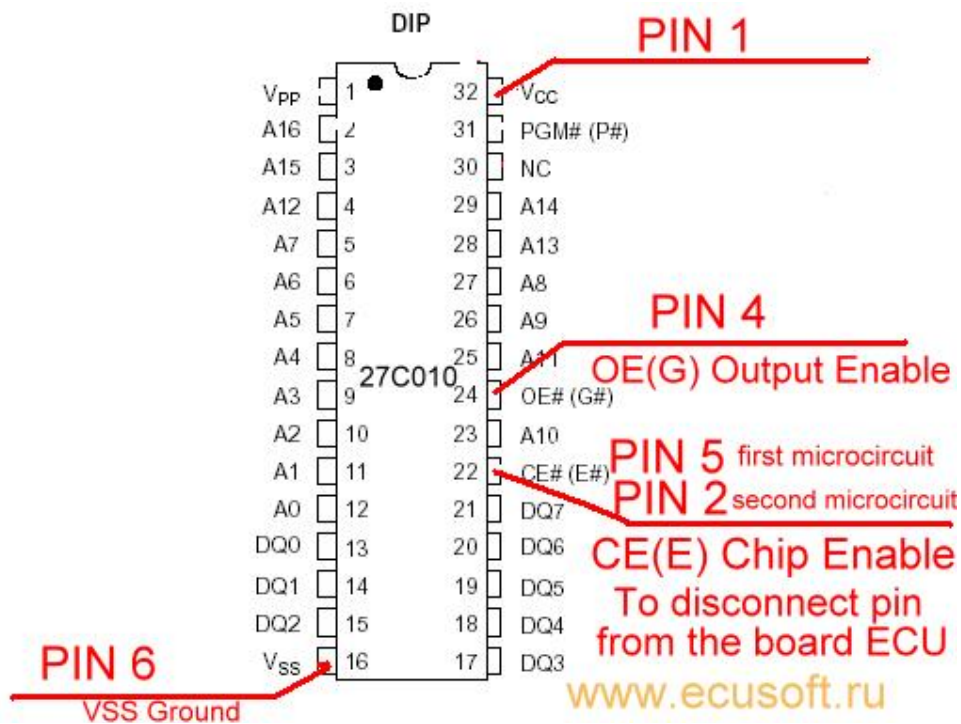 DIP
PIN 1
VPP 1 32 VCC
A16 2 31 PGM# (P#)
A15 3 30 NC
A12 4 29 A14
A7 5 28 A13
A6 6 27 A8
A5 7 26 A9
PIN 4
A4 8 25 A11
27C010
OE(G) Output Enable
A3 9 24 OE# (G#)
A2 10 23 A10
PIN 5 first microcircuit
A1 11 22 CE# (E#)
PIN 2 second microcircuit
A0 12 21 DQ7
DQ0 13 20 DQ6
CE(E) Chip Enable
DQ1 14 19 DQ5
To disconnect pin
DQ2 15 18 DQ4
from the board ECU
PIN 6
VSS 16 17 DQ3
www.ecusoft.ru
VSS Ground